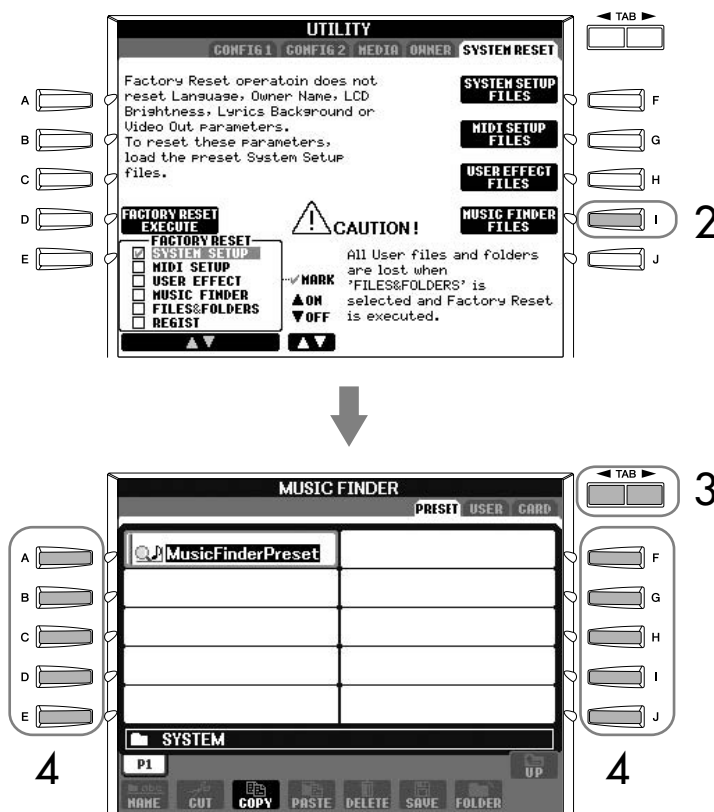 ◄ TAB ►
UTILITY
CONFIG 1 CONFIG 2 MEDIA OWNER SYSTEM RESET
Factory Reset operatoin does not
reset Language, Owner Name, LCD
Brightness, Lyrics Background or
Video Out parameters.
To reset these parameters,
load the preset System Setup
files.
SYSTEM SETUP
FILES
MIDI SETUP
FILES
USER EFFECT
FILES
MUSIC FINDER
FILES
A
B
C
D
E
F
G
H
I
J
2
FACTORY RESET
EXECUTE
FACTORY RESET
SYSTEM SETUP
MIDI SETUP
USER EFFECT
MUSIC FINDER
FILES&FOLDERS
REGIST
MARK
▲ON
▼OFF
▲▼
▲▼
CAUTION!
All User files and folders
are lost when
'FILES&FOLDERS' is
selected and Factory Reset
is executed.
◄ TAB ►
3
MUSIC FINDER
PRESET USER CARD
MusicFinderPreset
A
B
C
D
E
4
F
G
H
I
J
4
SYSTEM
P1
UP
NAME CUT COPY PASTE DELETE SAVE FOLDER